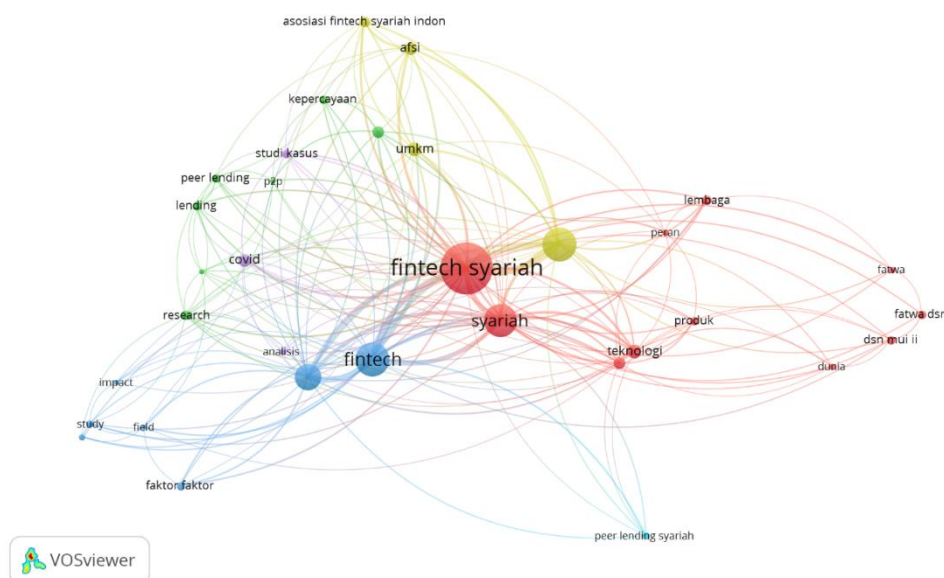 asosiasi fintech syariah indon
afsi
kepercayaan
umkm
studi kasus
peer lending
p2p
lending
lembaga
peran
covid
fintech syariah
fatwa
research
syariah
produk
fatwa dsn
dsn mui ii
analisis
fintech
teknologi
dunia
impact
study
field
faktor faktor
peer lending syariah
VOSviewer